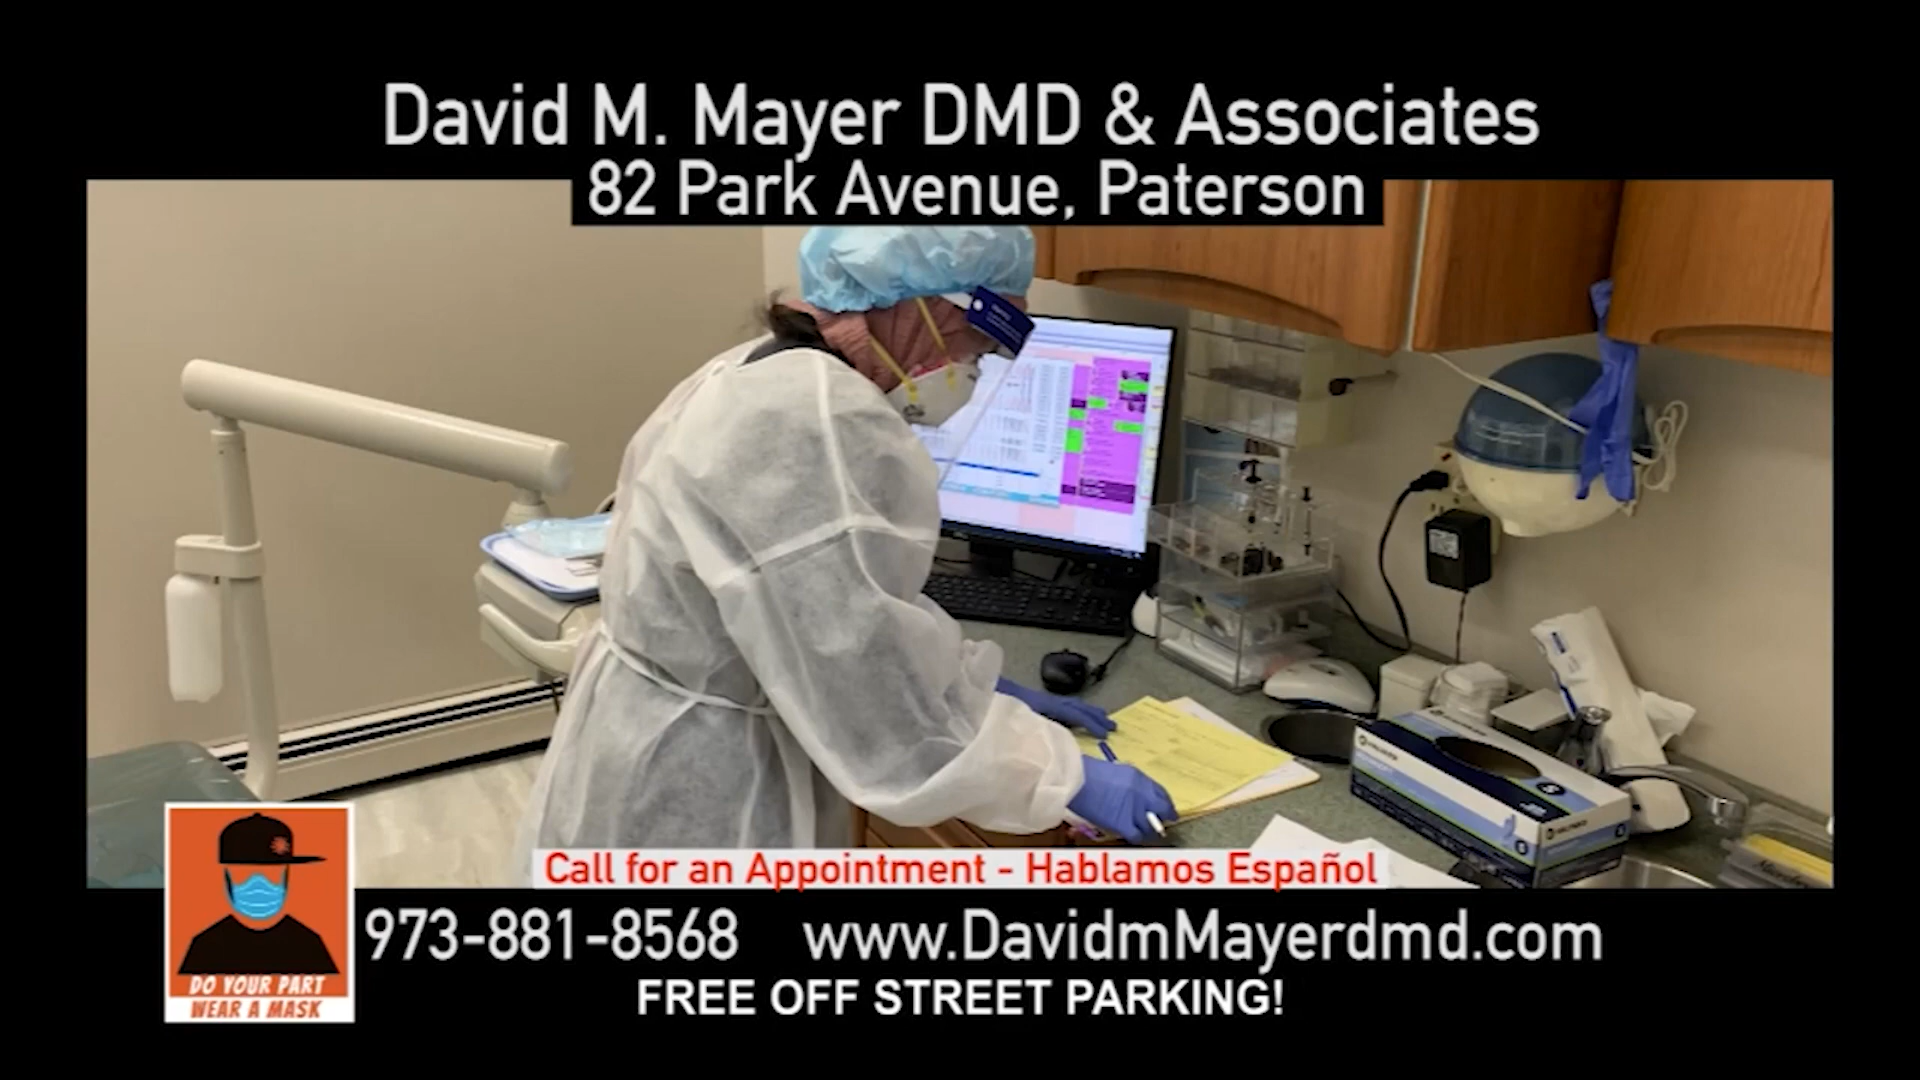 David M. Mayer DMD & Associates
82 Park Avenue, Paterson
Call for an Appointment - Hablamos Español
973-881-8568 www.DavidmMayerdmd.com
FREE OFF STREET PARKING!
DO YOUR PART
WEAR A MASK